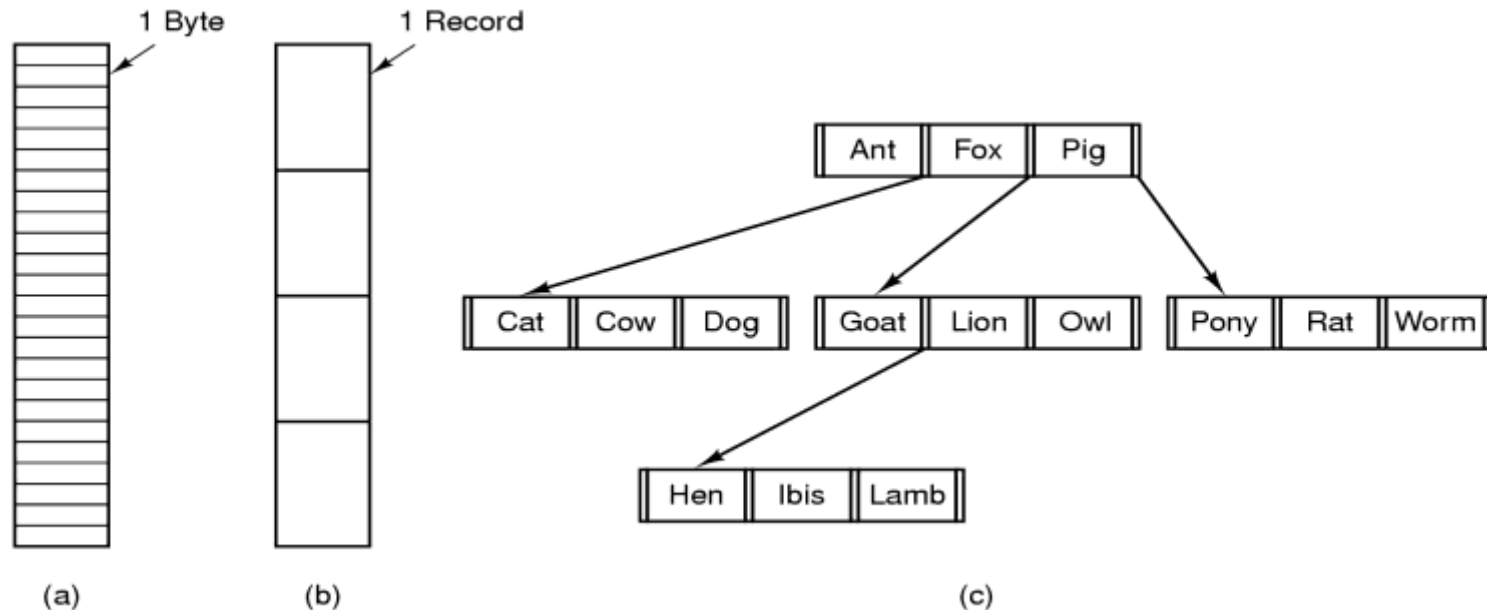 1 Byte
1 Record
Ant Fox Pig
Cat Cow Dog
Goat Lion Owl
Pony Rat Worm
Hen Ibis Lamb
(a)
(b)
(c)